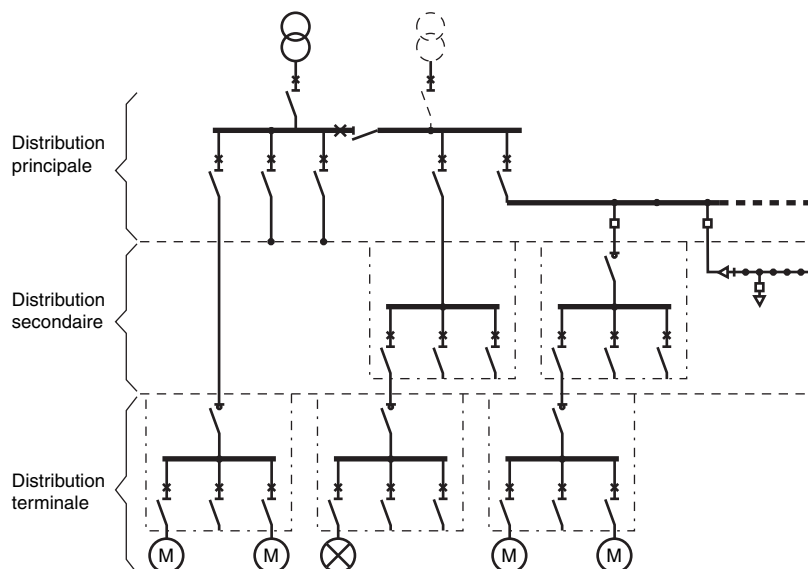 Distribution
principale
Distribution
secondaire
Distribution
terminale
M
M
M
M